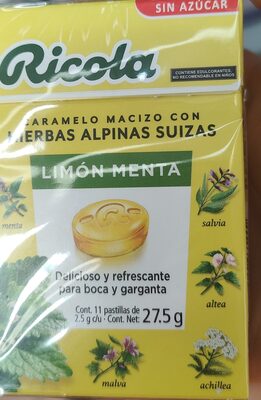 SIN AZÚCAR
Ricola
CONTIENE EDULCORANTES,
NO RECOMENDABLE EN NIÑOS
CARAMELO MACIZO CON
HIERBAS ALPINAS SUIZAS
LIMÓN MENTA
menta
salvia
Delicioso y refrescante
para boca y garganta
altea
Cont. 11 pastillas de
2.5 g c/u · Cont. Net: 27.5 g
malva
achillea